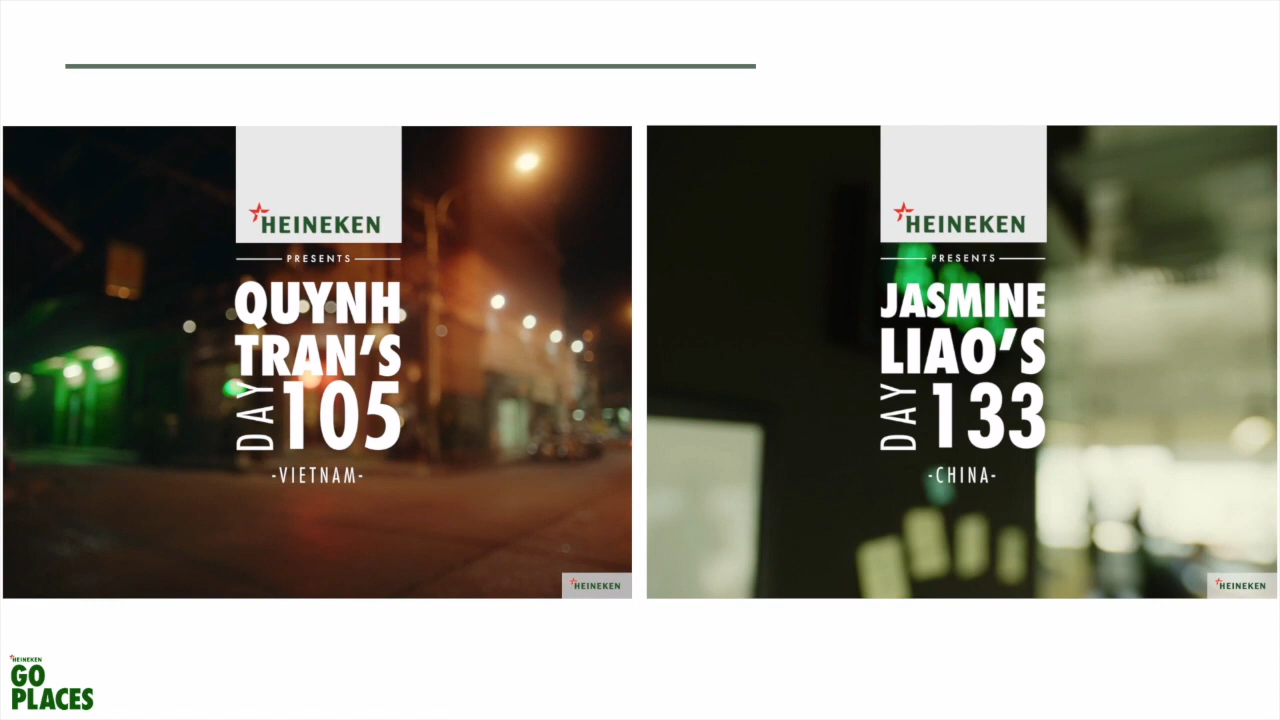 HEINEKEN
PRESENTS
QUYNH
TRAN'S
DAY 105
-VIETNAM-
HEINEKEN
HEINEKEN
PRESENTS
JASMINE
LIAO'S
DAY 133
-CHINA-
HEINEKEN
HEINEKEN
GO
PLACES